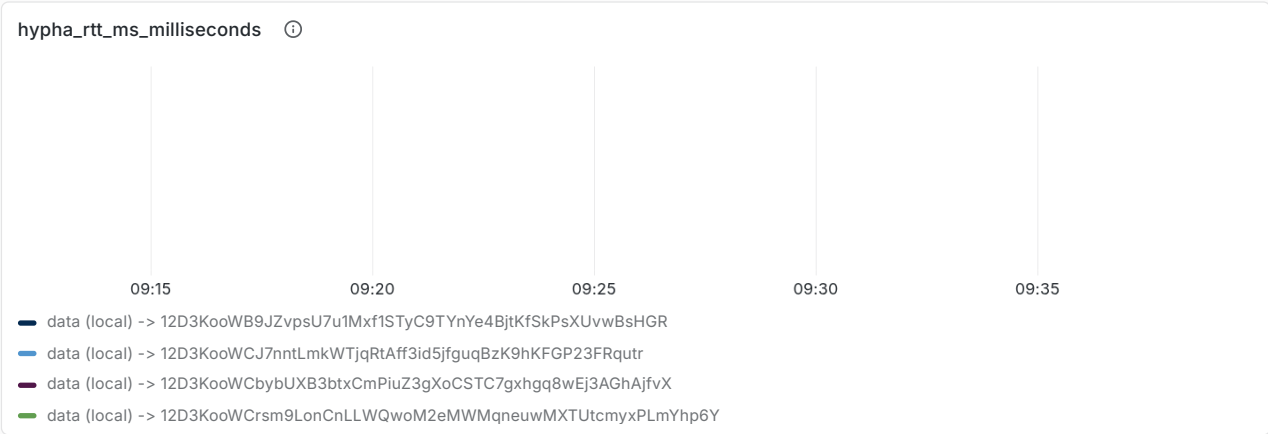 hypha_rtt_ms_milliseconds
09:15 09:20 09:25 09:30 09:35
data (local) -> 12D3KooWB9JZvpsU7u1Mxf1STyC9TYnYe4BjtKfSkPsXUvwBsHGR
data (local) -> 12D3KooWCJ7nntLmkWTjqRtAff3id5jfguqBzK9hKFGP23FRqutr
data (local) -> 12D3KooWCbybUXB3btxCmPiuZ3gXoCSTC7gxhgq8wEj3AGhAjfvX
data (local) -> 12D3KooWCrsm9LonCnLLWQwoM2eMWMqneuwMXTUtcmyxPLmYhp6Y